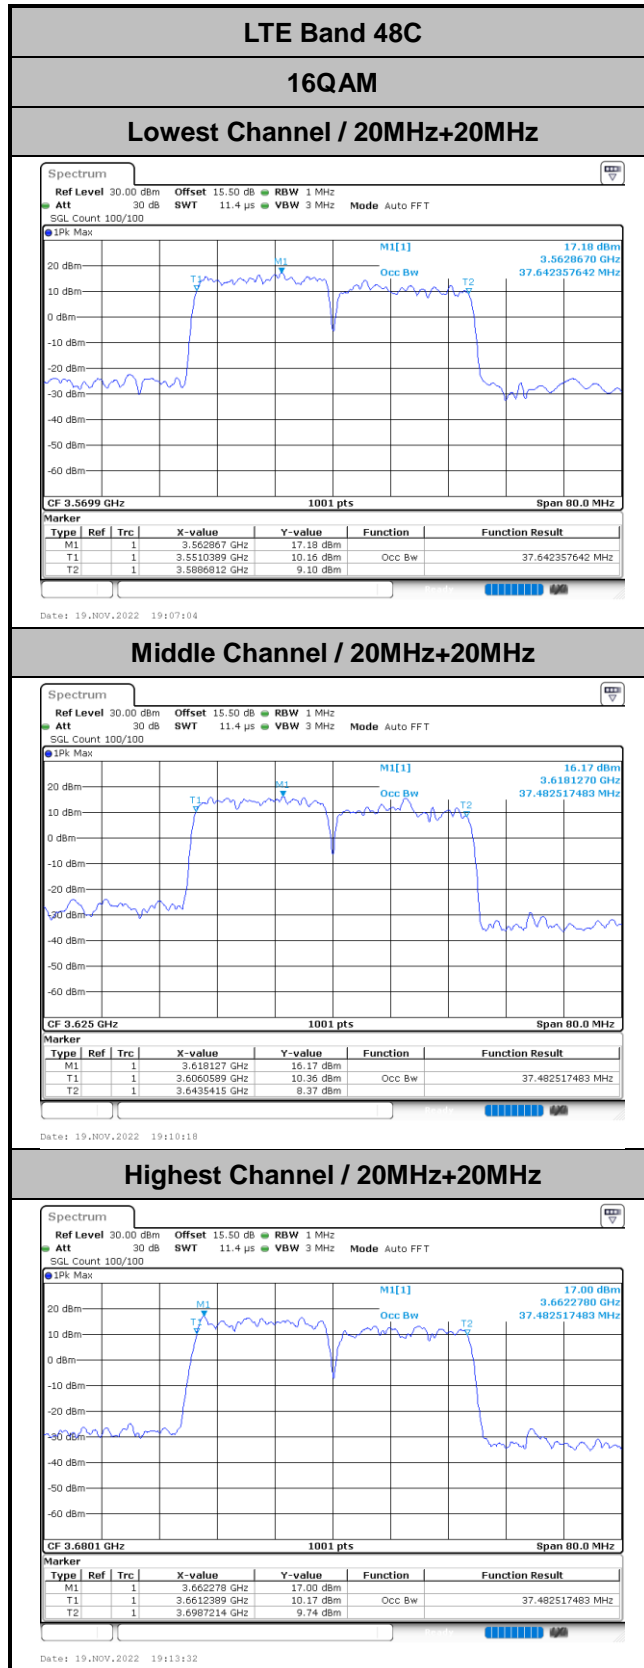 LTE Band 48C
16QAM
Lowest Channel / 20MHz+20MHz
Spectrum
Ref Level 30.00 dBm Offset 15.50 dB RBW 1 MHz
Att 30 dB SWT 11.4 µs VBW 3 MHz Mode Auto FFT
SGL Count 100/100
1Pk Max
M1[1] 17.18 dBm
3.5628670 GHz
Occ Bw 37.642357642 MHz
M1
T1
T2
20 dBm
10 dBm
0 dBm
-10 dBm
-20 dBm
-30 dBm
-40 dBm
-50 dBm
-60 dBm
CF 3.5699 GHz 1001 pts Span 80.0 MHz
Marker
Type Ref Trc X-value Y-value Function Function Result
M1 1 3.562867 GHz 17.18 dBm
T1 1 3.5510389 GHz 10.16 dBm Occ Bw 37.642357642 MHz
T2 1 3.5886812 GHz 9.10 dBm
Date: 19.NOV.2022 19:07:04
Middle Channel / 20MHz+20MHz
Spectrum
Ref Level 30.00 dBm Offset 15.50 dB RBW 1 MHz
Att 30 dB SWT 11.4 µs VBW 3 MHz Mode Auto FFT
SGL Count 100/100
1Pk Max
M1[1] 16.17 dBm
3.6181270 GHz
Occ Bw 37.482517483 MHz
M1
T1
T2
20 dBm
10 dBm
0 dBm
-10 dBm
-20 dBm
-30 dBm
-40 dBm
-50 dBm
-60 dBm
CF 3.625 GHz 1001 pts Span 80.0 MHz
Marker
Type Ref Trc X-value Y-value Function Function Result
M1 1 3.618127 GHz 16.17 dBm
T1 1 3.6060589 GHz 10.36 dBm Occ Bw 37.482517483 MHz
T2 1 3.6435415 GHz 8.37 dBm
Date: 19.NOV.2022 19:10:18
Highest Channel / 20MHz+20MHz
Spectrum
Ref Level 30.00 dBm Offset 15.50 dB RBW 1 MHz
Att 30 dB SWT 11.4 µs VBW 3 MHz Mode Auto FFT
SGL Count 100/100
1Pk Max
M1[1] 17.00 dBm
3.6622780 GHz
Occ Bw 37.482517483 MHz
M1
T1
T2
20 dBm
10 dBm
0 dBm
-10 dBm
-20 dBm
-30 dBm
-40 dBm
-50 dBm
-60 dBm
CF 3.6801 GHz 1001 pts Span 80.0 MHz
Marker
Type Ref Trc X-value Y-value Function Function Result
M1 1 3.662278 GHz 17.00 dBm
T1 1 3.6612389 GHz 10.17 dBm Occ Bw 37.482517483 MHz
T2 1 3.6987214 GHz 9.74 dBm
Date: 19.NOV.2022 19:13:32